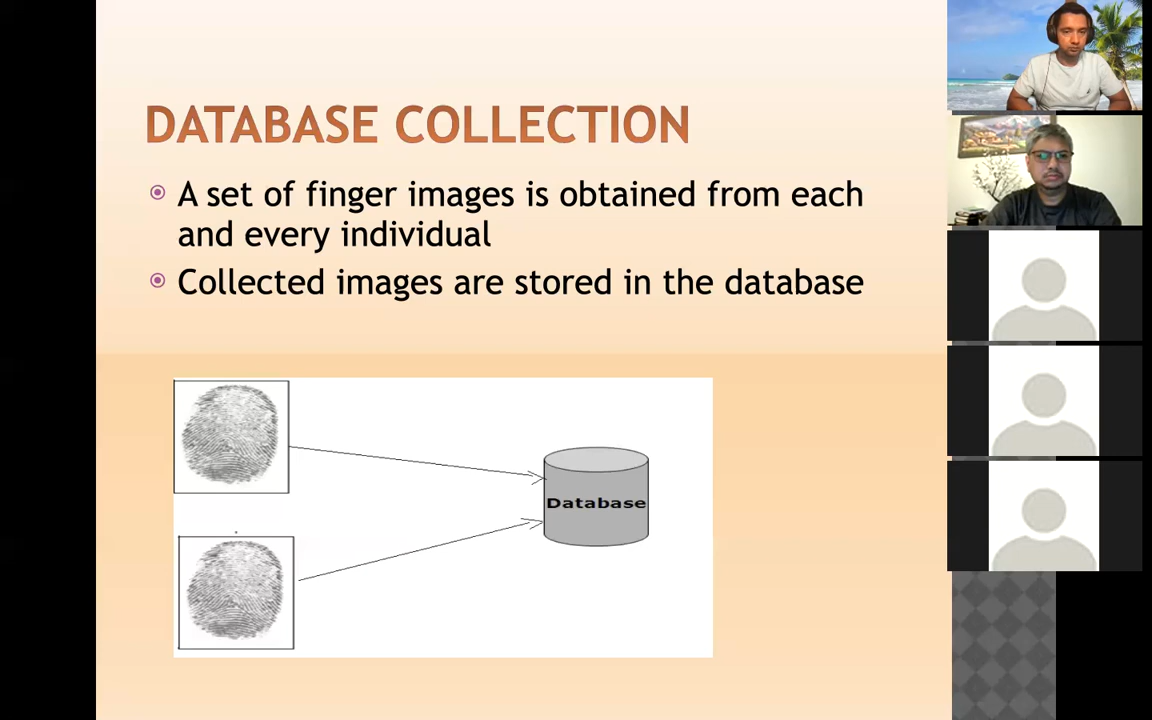 DATABASE COLLECTION
A set of finger images is obtained from each
and every individual
Collected images are stored in the database
Database